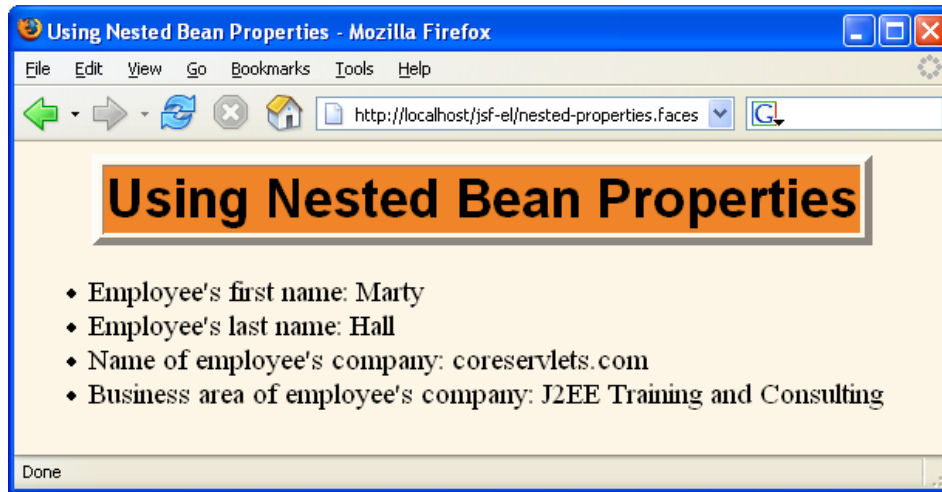 Using Nested Bean Properties - Mozilla Firefox
File Edit View Go Bookmarks Tools Help
http://localhost/jsf-el/nested-properties.faces G
Using Nested Bean Properties
• Employee's first name: Marty
• Employee's last name: Hall
• Name of employee's company: coreservlets.com
• Business area of employee's company: J2EE Training and Consulting
Done